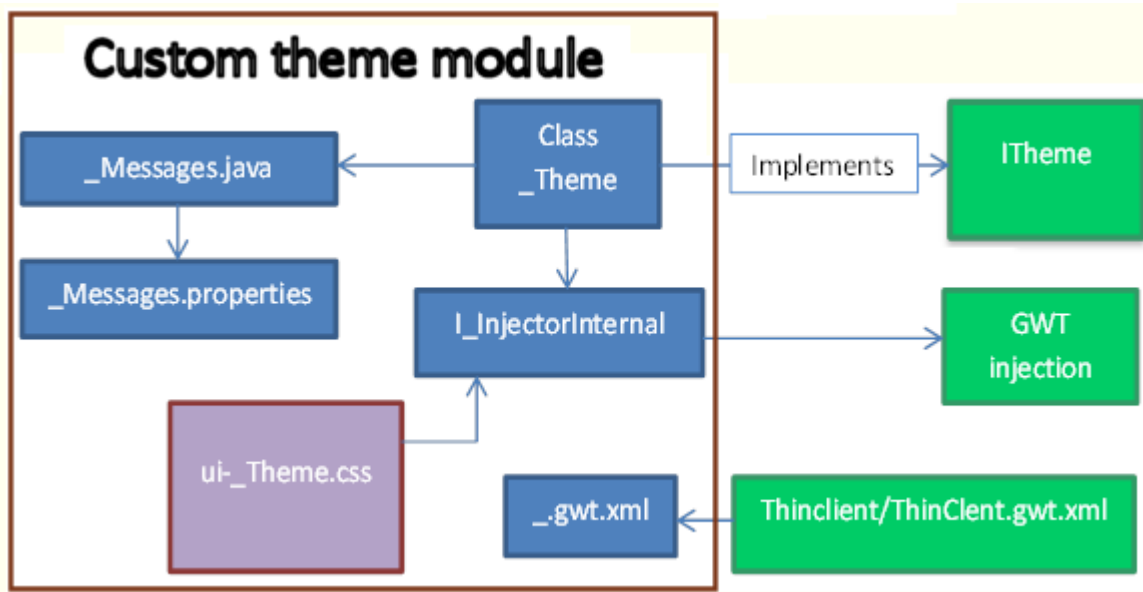 Custom theme module
_Messages.java
Class
_Theme
Implements
ITheme
_Messages.properties
I_InjectorInternal
GWT
injection
ui-_Theme.css
_.gwt.xml
Thinclient/ThinClent.gwt.xml